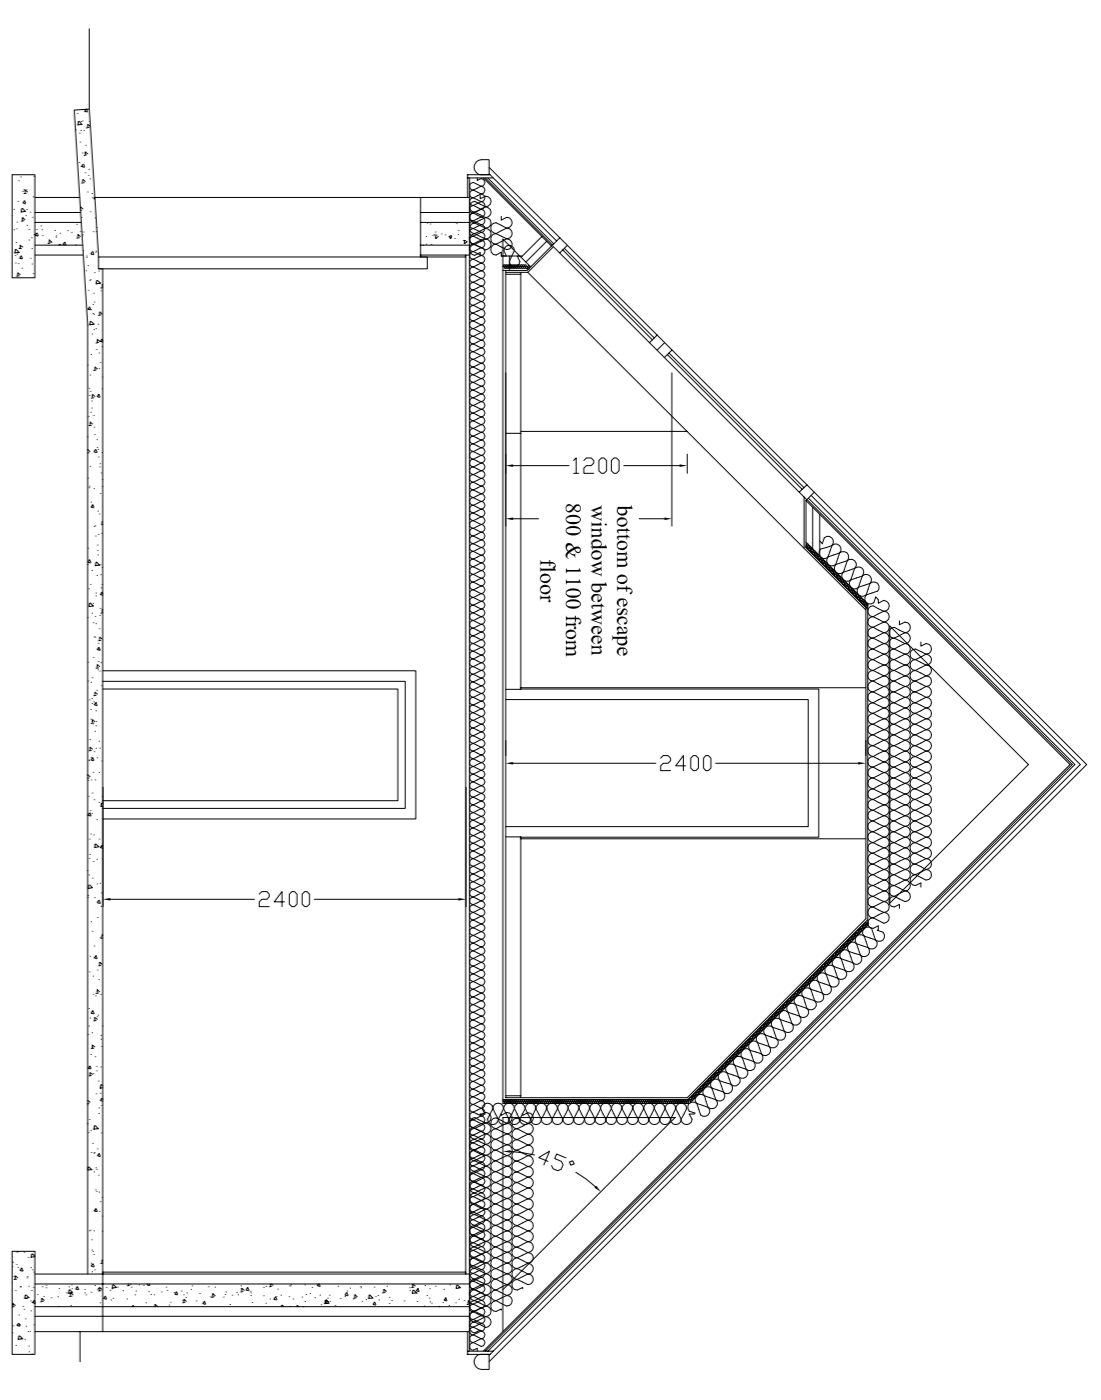 1200
bottom of escape
window between
800 & 1100 from
floor
2400
2400
45°